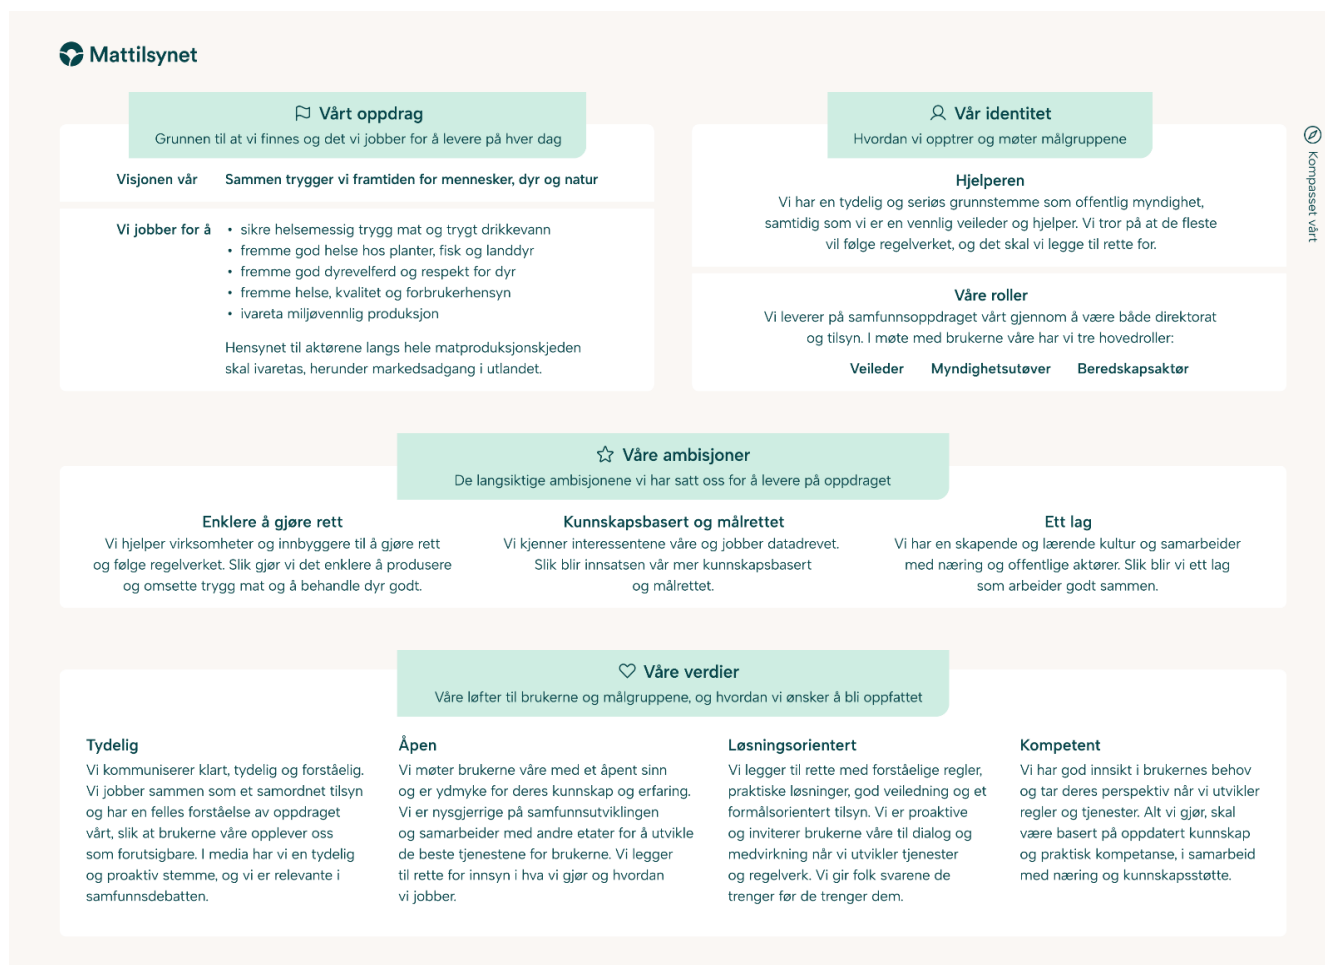 Mattilsynet
Vårt oppdrag
Grunnen til at vi finnes og det vi jobber for å levere på hver dag
Visjonen vår Sammen trygger vi framtiden for mennesker, dyr og natur
Vi jobber for å • sikre helsemessig trygg mat og trygt drikkevann
• fremme god helse hos planter, fisk og landdyr
• fremme god dyrevelferd og respekt for dyr
• fremme helse, kvalitet og forbrukerhensyn
• ivareta miljøvennlig produksjon
Hensynet til aktørene langs hele matproduksjonskjeden
skal ivaretas, herunder markedsadgang i utlandet.
Vår identitet
Hvordan vi opptrer og møter målgruppene
Hjelperen
Vi har en tydelig og seriøs grunnstemme som offentlig myndighet,
samtidig som vi er en vennlig veileder og hjelper. Vi tror på at de fleste
vil følge regelverket, og det skal vi legge til rette for.
Våre roller
Vi leverer på samfunnsoppdraget vårt gjennom å være både direktorat
og tilsyn. I møte med brukerne våre har vi tre hovedroller:
Veileder Myndighetsutøver Beredskapsaktør
Kompasset vårt
Våre ambisjoner
De langsiktige ambisjonene vi har satt oss for å levere på oppdraget
Enklere å gjøre rett
Vi hjelper virksomheter og innbyggere til å gjøre rett
og følge regelverket. Slik gjør vi det enklere å produsere
og omsette trygg mat og å behandle dyr godt.
Kunnskapsbasert og målrettet
Vi kjenner interessentene våre og jobber datadrevet.
Slik blir innsatsen vår mer kunnskapsbasert
og målrettet.
Ett lag
Vi har en skapende og lærende kultur og samarbeider
med næring og offentlige aktører. Slik blir vi ett lag
som arbeider godt sammen.
Våre verdier
Våre løfter til brukerne og målgruppene, og hvordan vi ønsker å bli oppfattet
Tydelig
Vi kommuniserer klart, tydelig og forståelig.
Vi jobber sammen som et samordnet tilsyn
og har en felles forståelse av oppdraget
vårt, slik at brukerne våre opplever oss
som forutsigbare. I media har vi en tydelig
og proaktiv stemme, og vi er relevante i
samfunnsdebatten.
Åpen
Vi møter brukerne våre med et åpent sinn
og er ydmyke for deres kunnskap og erfaring.
Vi er nysgjerrige på samfunnsutviklingen
og samarbeider med andre etater for å utvikle
de beste tjenestene for brukerne. Vi legger
til rette for innsyn i hva vi gjør og hvordan
vi jobber.
Løsningsorientert
Vi legger til rette med forståelige regler,
praktiske løsninger, god veiledning og et
formålsorientert tilsyn. Vi er proaktive
og inviterer brukerne våre til dialog og
medvirkning når vi utvikler tjenester
og regelverk. Vi gir folk svarene de
trenger før de trenger dem.
Kompetent
Vi har god innsikt i brukernes behov
og tar deres perspektiv når vi utvikler
regler og tjenester. Alt vi gjør, skal
være basert på oppdatert kunnskap
og praktisk kompetanse, i samarbeid
med næring og kunnskapsstøtte.